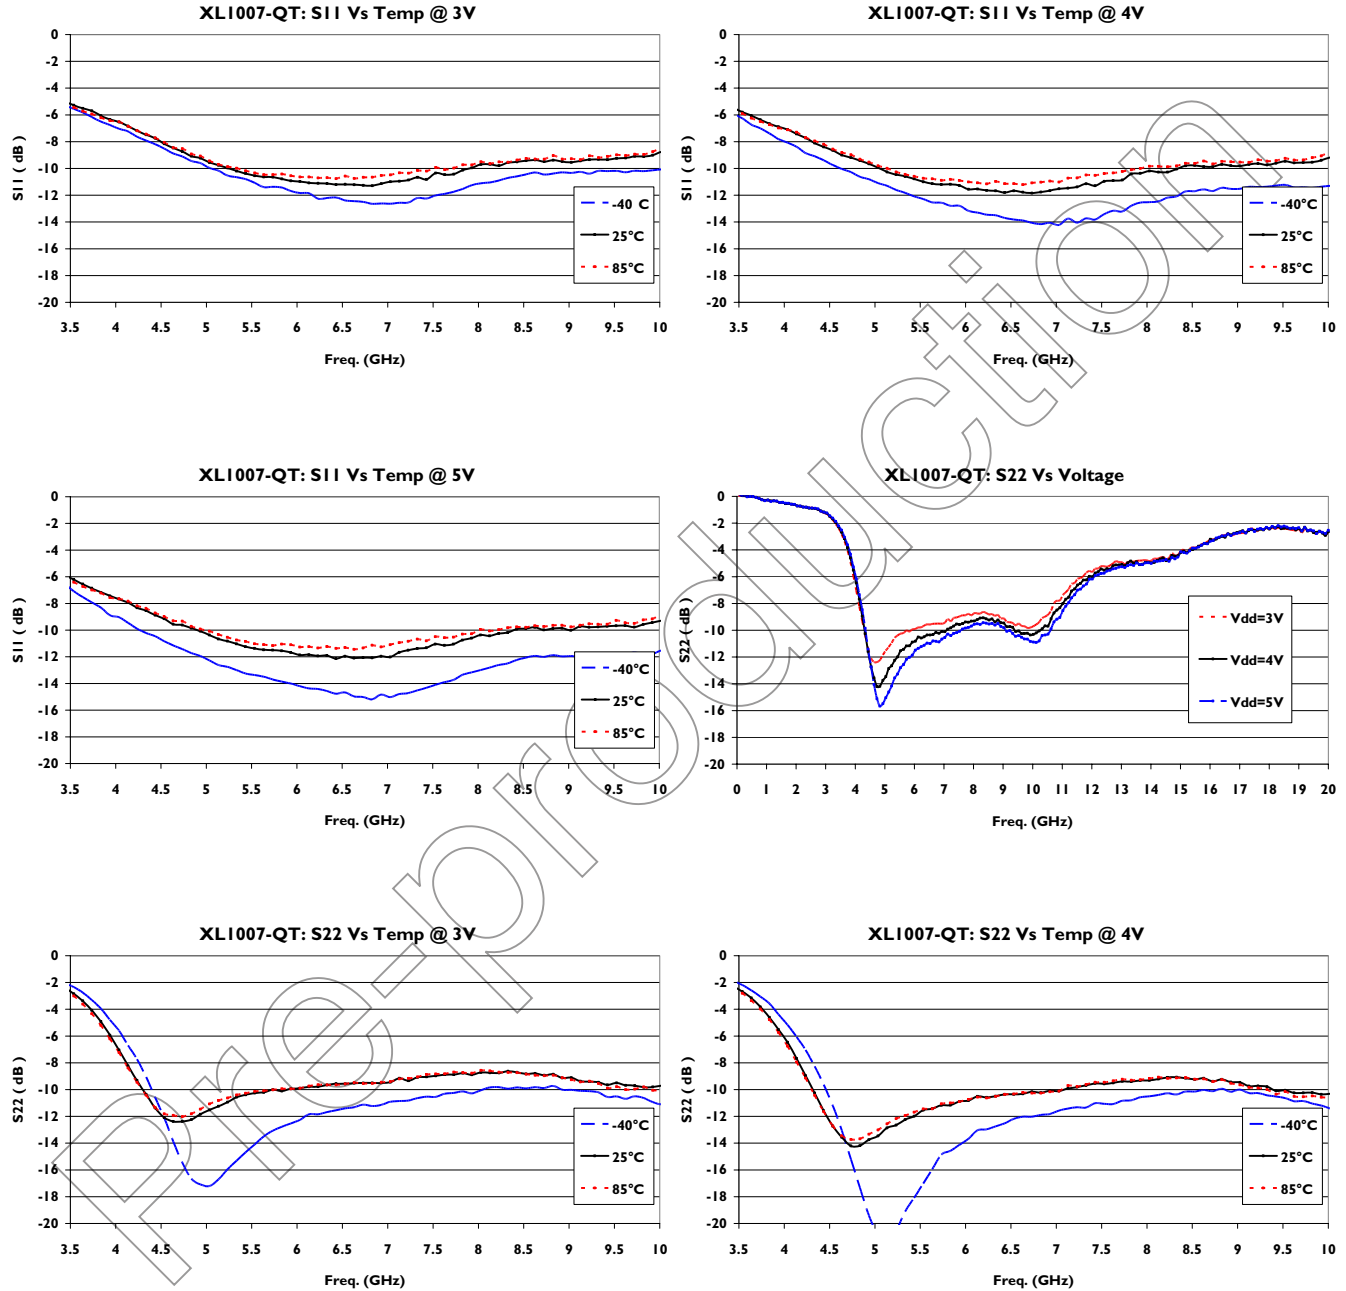 XL1007-QT: S11 Vs Temp @ 3V
0
-2
-4
-6
-8
-10
-12
-14
-16
-18
-20
S11 ( dB )
3.5 4 4.5 5 5.5 6 6.5 7 7.5 8 8.5 9 9.5 10
Freq. (GHz)
-40 C
25°C
85°C
XL1007-QT: S11 Vs Temp @ 4V
0
-2
-4
-6
-8
-10
-12
-14
-16
-18
-20
S11 ( dB )
3.5 4 4.5 5 5.5 6 6.5 7 7.5 8 8.5 9 9.5 10
Freq. (GHz)
-40°C
25°C
85°C
XL1007-QT: S11 Vs Temp @ 5V
0
-2
-4
-6
-8
-10
-12
-14
-16
-18
-20
S11 ( dB )
3.5 4 4.5 5 5.5 6 6.5 7 7.5 8 8.5 9 9.5 10
Freq. (GHz)
-40°C
25°C
85°C
XL1007-QT: S22 Vs Voltage
0
-2
-4
-6
-8
-10
-12
-14
-16
-18
-20
S22 ( dB )
0 1 2 3 4 5 6 7 8 9 10 11 12 13 14 15 16 17 18 19 20
Freq. (GHz)
Vdd=3V
Vdd=4V
Vdd=5V
XL1007-QT: S22 Vs Temp @ 3V
0
-2
-4
-6
-8
-10
-12
-14
-16
-18
-20
S22 ( dB )
3.5 4 4.5 5 5.5 6 6.5 7 7.5 8 8.5 9 9.5 10
Freq. (GHz)
-40°C
25°C
85°C
XL1007-QT: S22 Vs Temp @ 4V
0
-2
-4
-6
-8
-10
-12
-14
-16
-18
-20
S22 ( dB )
3.5 4 4.5 5 5.5 6 6.5 7 7.5 8 8.5 9 9.5 10
Freq. (GHz)
-40°C
25°C
85°C
Pre-production